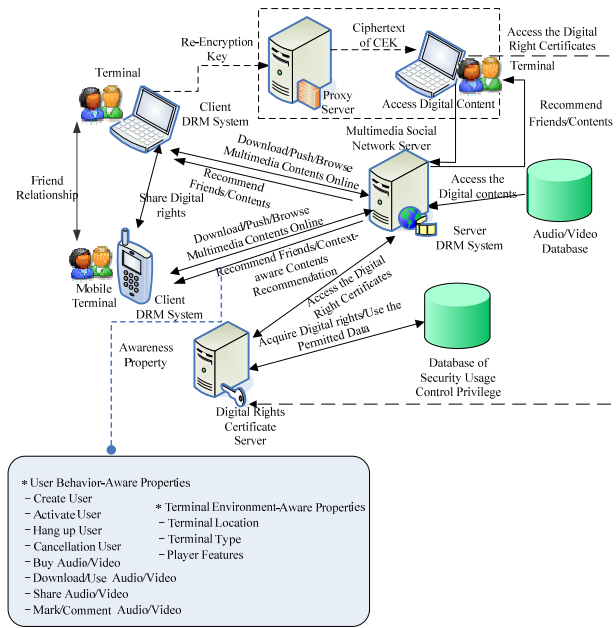 Re-Encryption
Key
Ciphertext
of CEK
Access the Digital
Right Certificates
Terminal
Terminal
Proxy
Server
Access Digital Content
Client
DRM System
Multimedia Social
Network Server
Recommend
Friends/Contents
Download/Push/Browse
Multimedia Contents Online
Recommend
Friends/Contents
Access the
Digital contents
Friend
Relationship
Share Digital
rights
Download/Push/Browse
Multimedia Contents Online
Server
DRM System
Audio/Video
Database
Mobile
Terminal
Client
DRM System
Recommend Friends/Context-
aware Contents
Recommendation
Access the Digital
Right Certificates
Acquire Digital rights/Use the
Permitted Data
Awareness
Property
Database of
Security Usage
Control Privilege
Digital Rights
Certificate
Server
* User Behavior-Aware Properties
- Create User
- Activate User
- Hang up User
- Cancellation User
- Buy Audio/Video
- Download/Use Audio/Video
- Share Audio/Video
- Mark/Comment Audio/Video
* Terminal Environment-Aware Properties
- Terminal Location
- Terminal Type
- Player Features